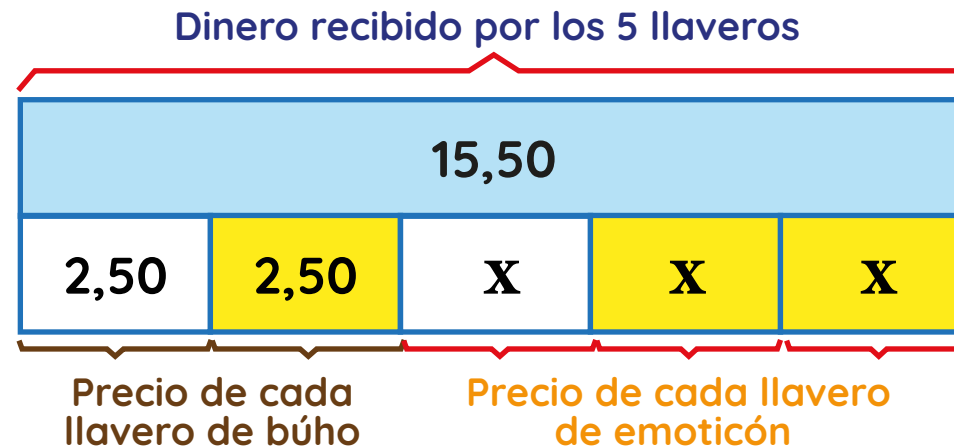 Dinero recibido por los 5 llaveros
15,50
2,50 2,50 x x x
Precio de cada
llavero de búho
Precio de cada llavero
de emoticón